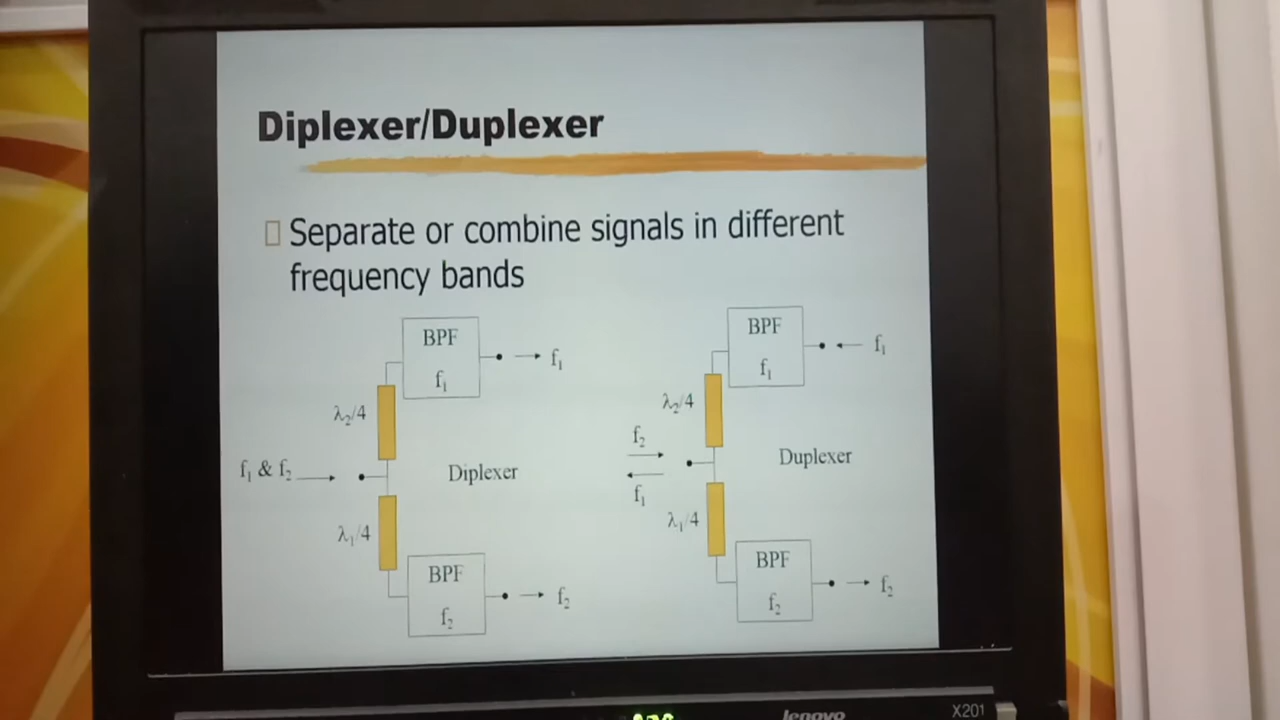 Diplexer/Duplexer
Separate or combine signals in different
frequency bands
BPF
f₁
f₁
λ₂/4
f₁ & f₂
Diplexer
λ₁/4
BPF
f₂
f₂
BPF
f₁
f₁
λ₂/4
f₂
Duplexer
f₁
λ₁/4
BPF
f₂
f₂
lenovo
X201